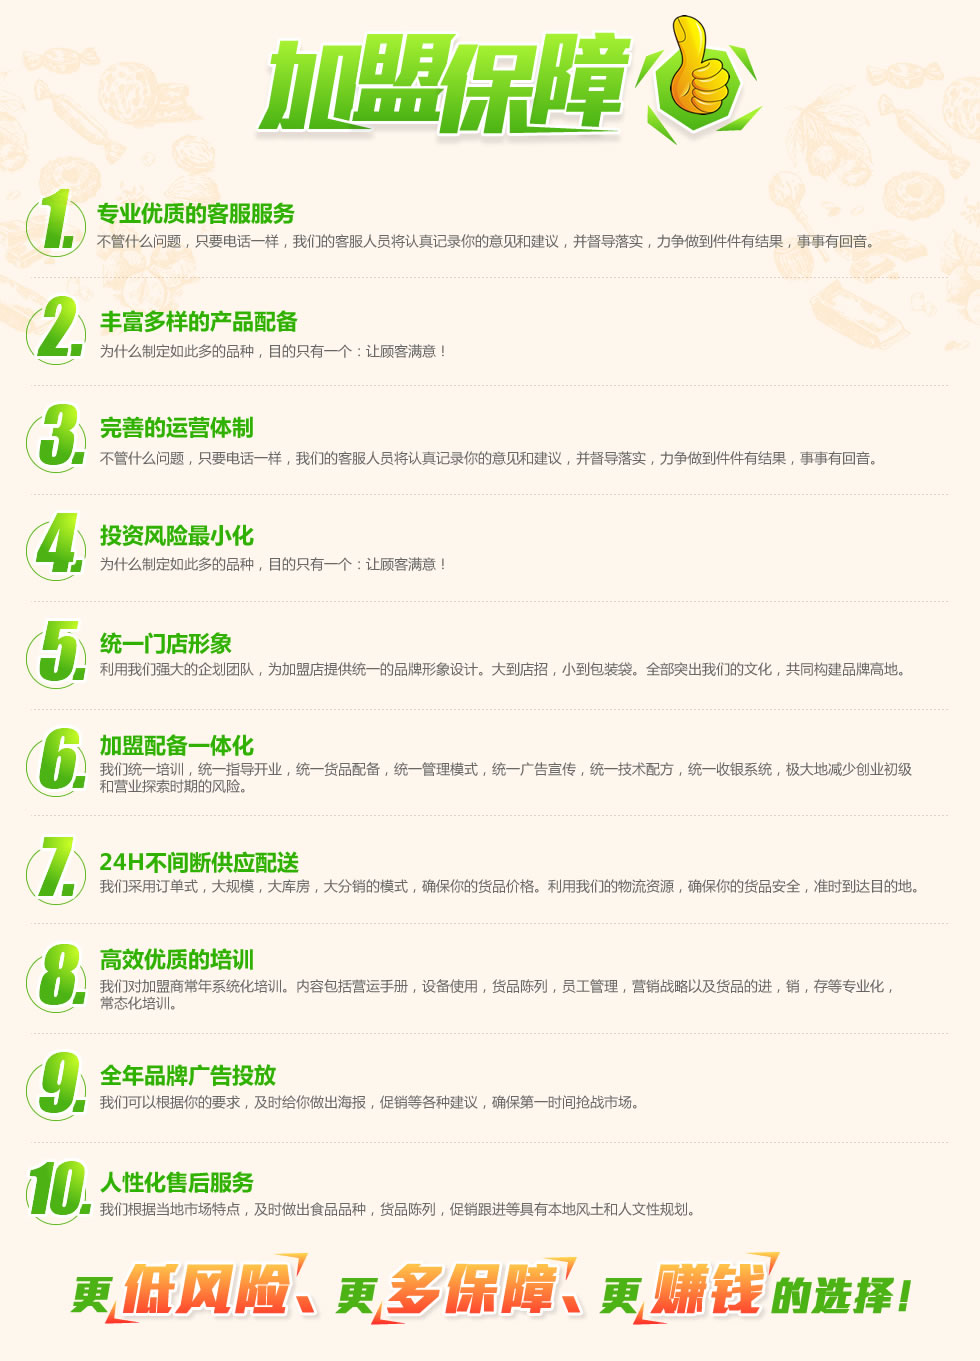 加盟保障
1.
专业优质的客服服务
不管什么问题，只要电话一样，我们的客服人员将认真记录你的意见和建议，并督导落实，力争做到件件有结果，事事有回音。
2.
丰富多样的产品配备
为什么制定如此多的品种，目的只有一个：让顾客满意！
3.
完善的运营体制
不管什么问题，只要电话一样，我们的客服人员将认真记录你的意见和建议，并督导落实，力争做到件件有结果，事事有回音。
4.
投资风险最小化
为什么制定如此多的品种，目的只有一个：让顾客满意！
5.
统一门店形象
利用我们强大的企划团队，为加盟店提供统一的品牌形象设计。大到店招，小到包装袋。全部突出我们的文化，共同构建品牌高地。
6.
加盟配备一体化
我们统一培训，统一指导开业，统一货品配备，统一管理模式，统一广告宣传，统一技术配方，统一收银系统，极大地减少创业初级
和营业探索时期的风险。
7.
24H不间断供应配送
我们采用订单式，大规模，大库房，大分销的模式，确保你的货品价格。利用我们的物流资源，确保你的货品安全，准时到达目的地。
8.
高效优质的培训
我们对加盟商常年系统化培训。内容包括营运手册，设备使用，货品陈列，员工管理，营销战略以及货品的进，销，存等专业化，
常态化培训。
9.
全年品牌广告投放
我们可以根据你的要求，及时给你做出海报，促销等各种建议，确保第一时间抢战市场。
10.
人性化售后服务
我们根据当地市场特点，及时做出食品品种，货品陈列，促销跟进等具有本地风土和人文性规划。
更低风险、更多保障、更赚钱的选择！